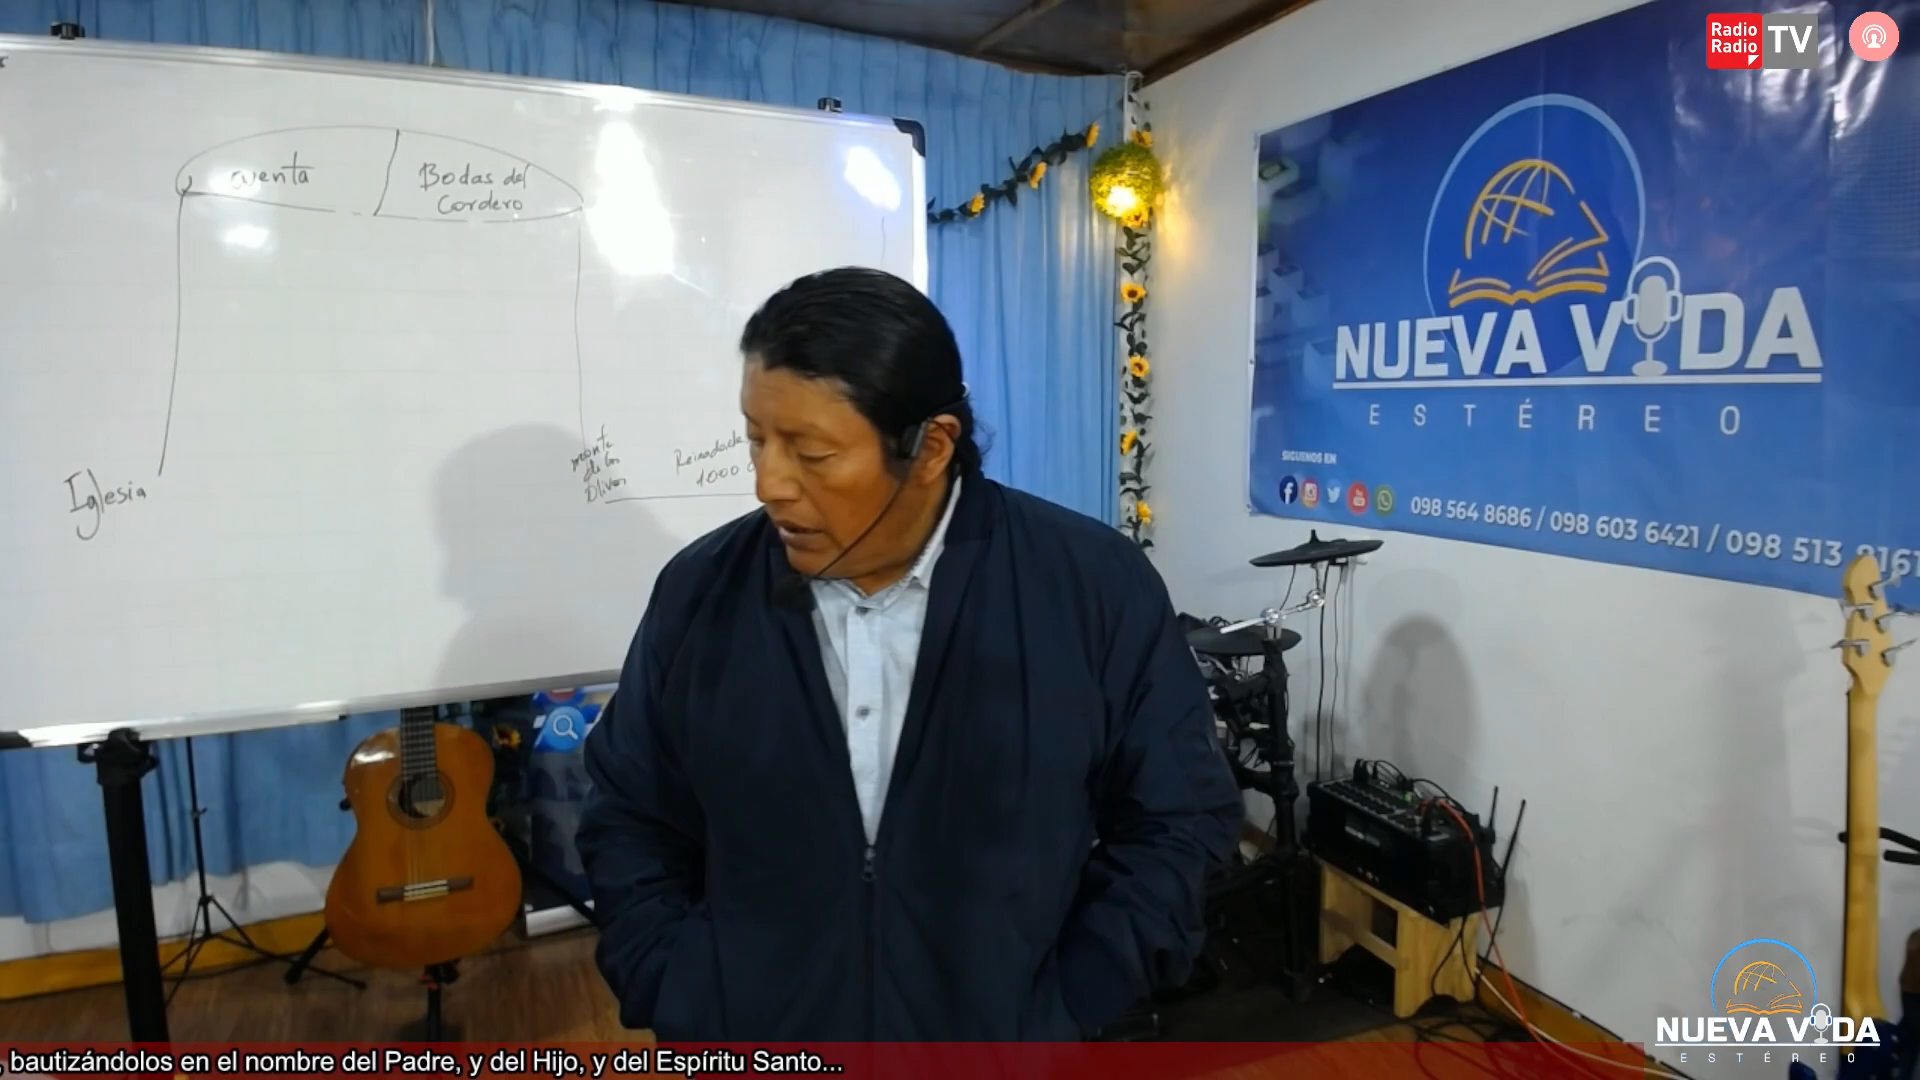 Radio
Radio
TV
cuenta
Bodas del
Cordero
Iglesia
monte
de los
Olivos
Reinado de
1000
NUEVA VIDA
ESTÉREO
SIGUENOS EN
098 564 8686 / 098 603 6421 / 098 513
, bautizándolos en el nombre del Padre, y del Hijo, y del Espíritu Santo...
NUEVA VIDA
ESTÉREO